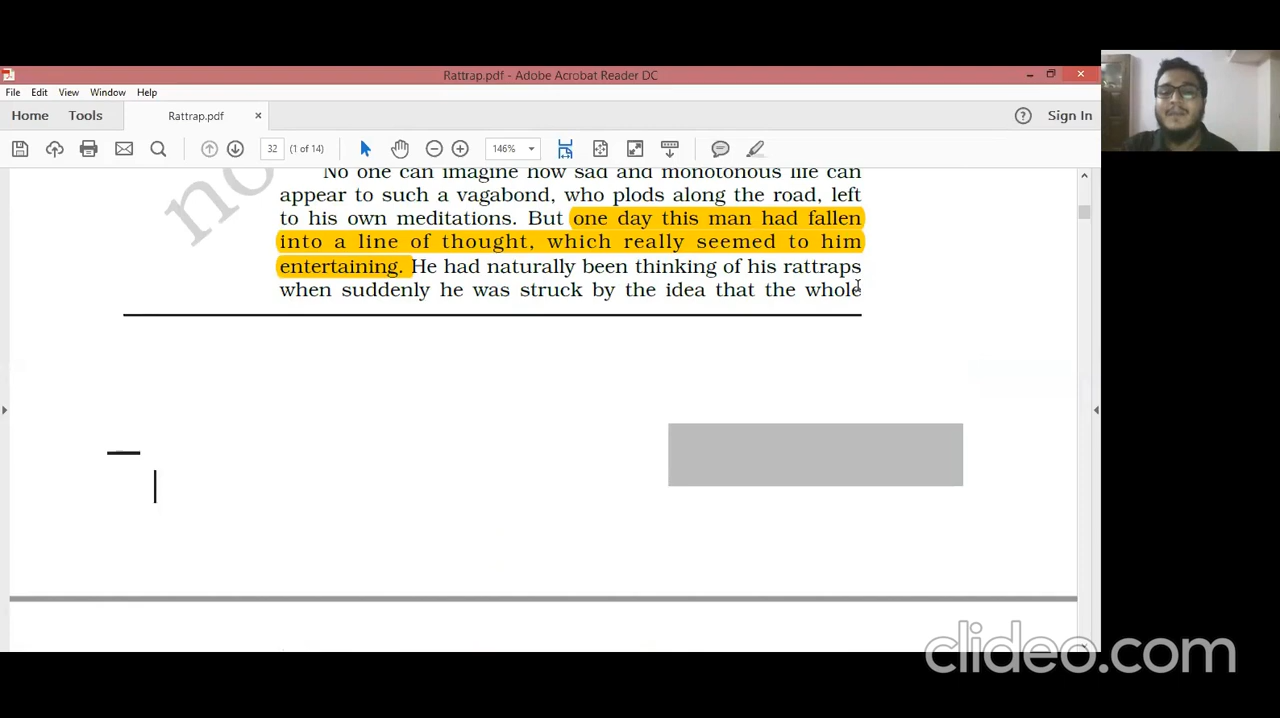 Rattrap.pdf - Adobe Acrobat Reader DC
File Edit View Window Help
Home Tools Rattrap.pdf × ? Sign In
32 (1 of 14) 146%
no
No one can imagine how sad and monotonous life can
appear to such a vagabond, who plods along the road, left
to his own meditations. But one day this man had fallen
into a line of thought, which really seemed to him
entertaining. He had naturally been thinking of his rattraps
when suddenly he was struck by the idea that the whole
clideo.com